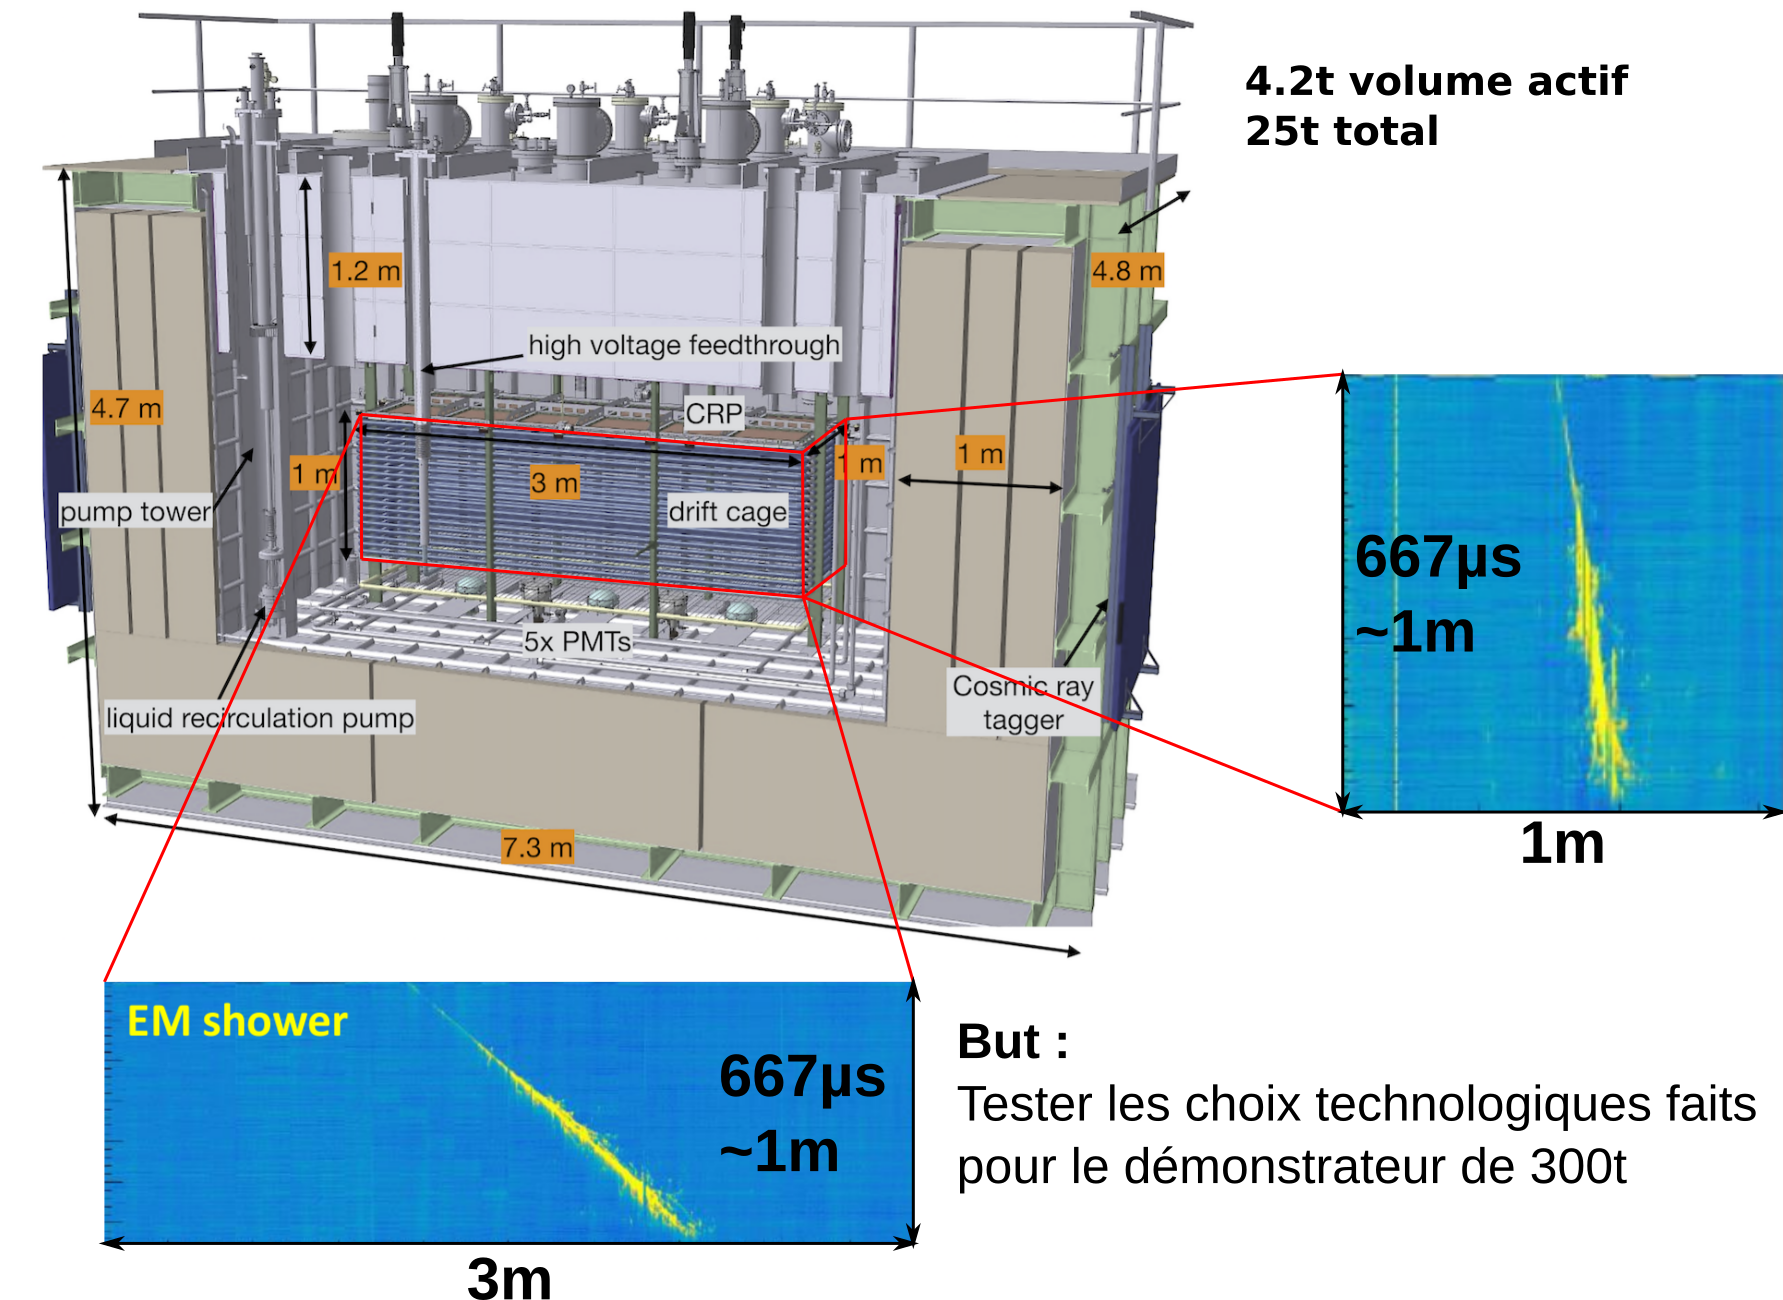 4.2t volume actif
25t total
1.2 m
4.8 m
high voltage feedthrough
4.7 m
CRP
1 m
3 m
1 m
1 m
pump tower
drift cage
667µs
~1m
5x PMTs
Cosmic ray
tagger
liquid recirculation pump
7.3 m
1m
EM shower
667µs
~1m
3m
But :
Tester les choix technologiques faits
pour le démonstrateur de 300t